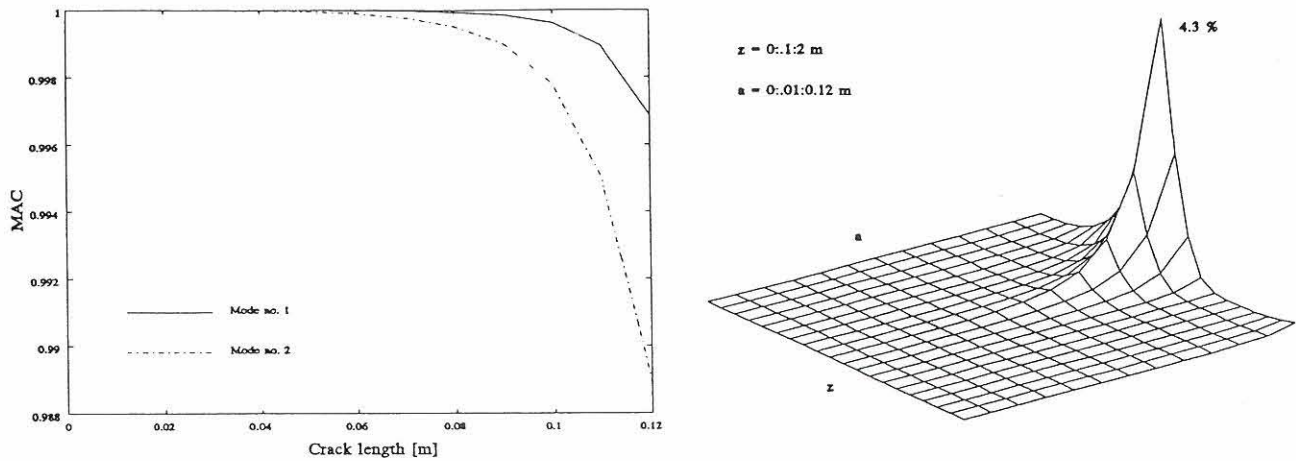 1
0.998
0.996
0.994
0.992
0.99
0.988
MAC
0
0.02
0.04
0.06
0.08
0.1
0.12
Crack length [m]
Mode no. 1
Mode no. 2
z = 0:.1:2 m
a = 0:.01:0.12 m
4.3 %
a
z